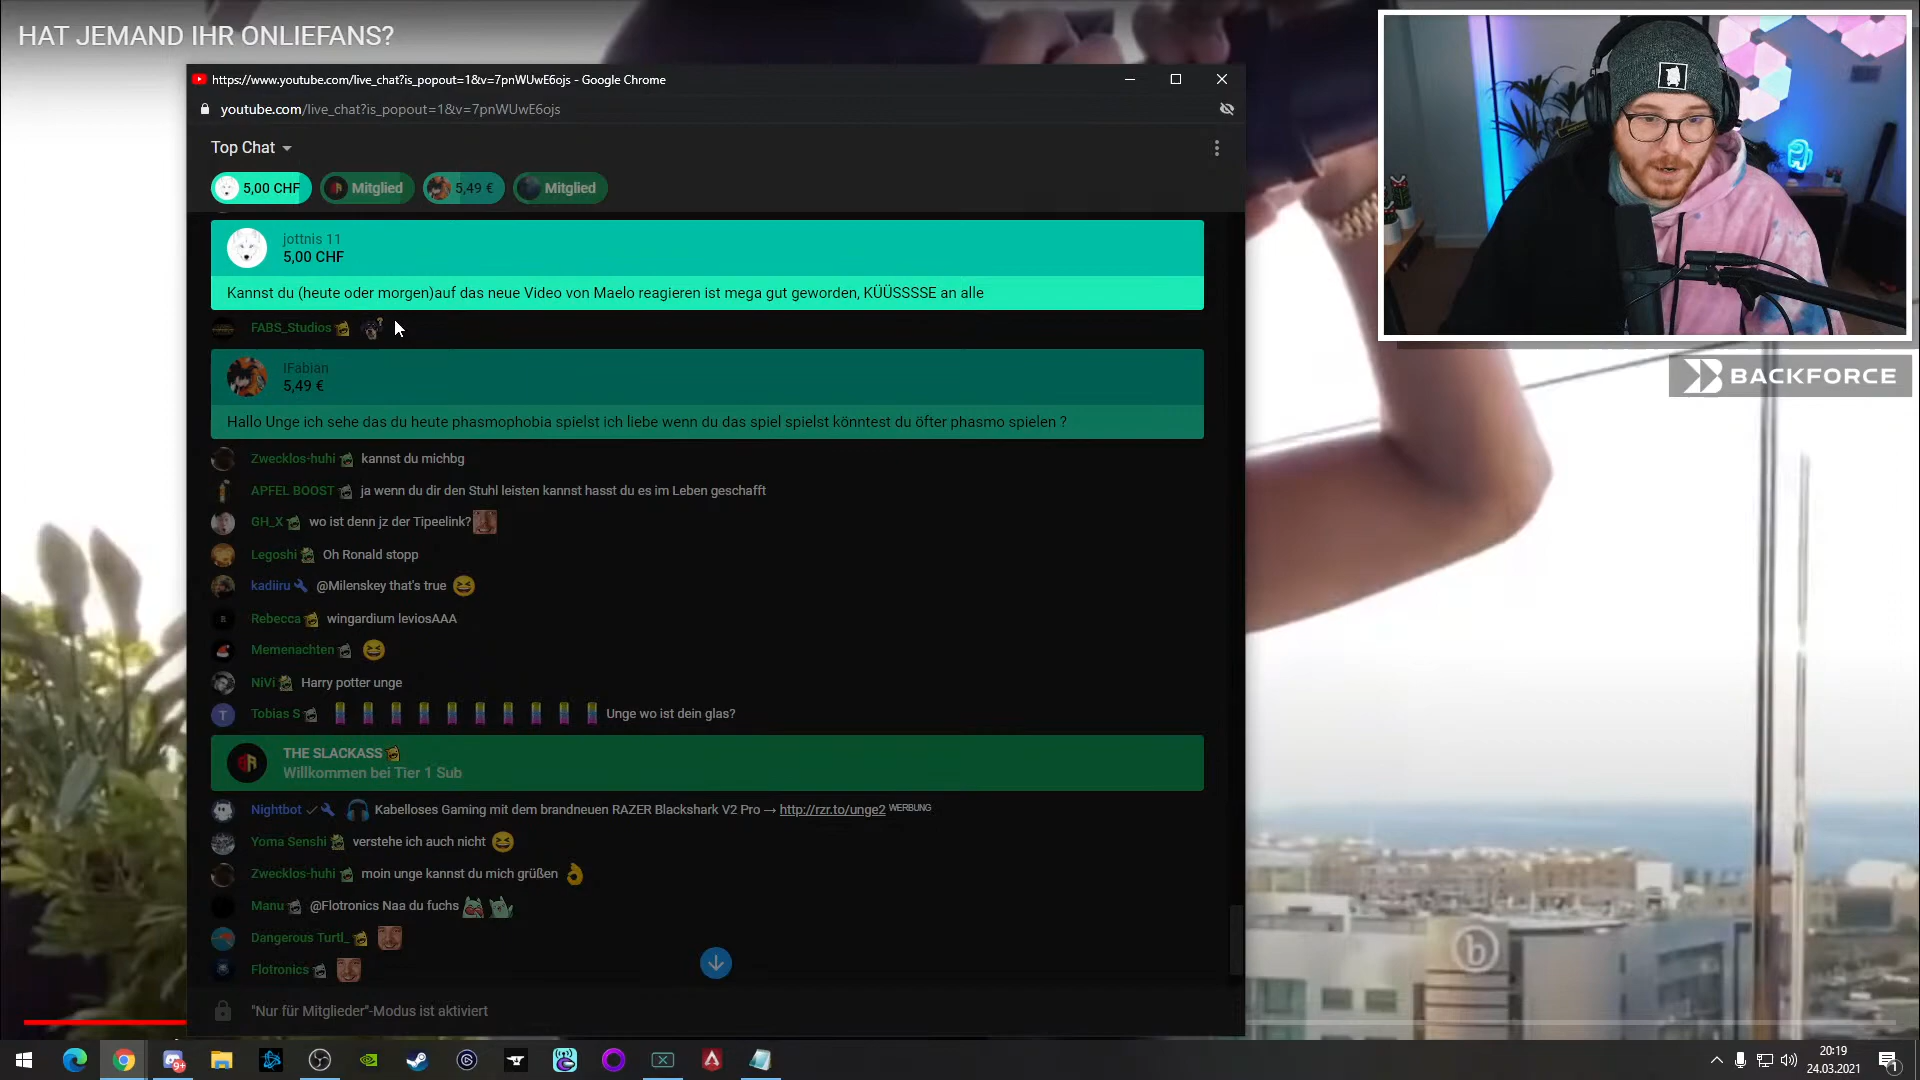 HAT JEMAND IHR ONLIEFANS?
https://www.youtube.com/live_chat?is_popout=1&v=7pnWUwE6ojs - Google Chrome
youtube.com/live_chat?is_popout=1&v=7pnWUwE6ojs
Top Chat
5,00 CHF Mitglied 5,49 € Mitglied
jottnis 11
5,00 CHF
Kannst du (heute oder morgen)auf das neue Video von Maelo reagieren ist mega gut geworden, KÜÜSSSSE an alle
FABS_Studios
IFabian
5,49 €
Hallo Unge ich sehe das du heute phasmophobia spielst ich liebe wenn du das spiel spielst könntest du öfter phasmo spielen ?
Zwecklos-huhi kannst du michbg
APFEL BOOST ja wenn du dir den Stuhl leisten kannst hasst du es im Leben geschafft
GH_X wo ist denn jz der Tipeelink?
Legoshi Oh Ronald stopp
kadiiru @Milenskey that's true
R Rebecca wingardium leviosAAA
Memenachten
NiVi Harry potter unge
T Tobias S Unge wo ist dein glas?
THE SLACKASS
Willkommen bei Tier 1 Sub
Nightbot Kabelloses Gaming mit dem brandneuen RAZER Blackshark V2 Pro → http://rzr.to/unge2 WERBUNG
Yoma Senshi verstehe ich auch nicht
Zwecklos-huhi moin unge kannst du mich grüßen
Manu @Flotronics Naa du fuchs
Dangerous Turtl_
Flotronics
"Nur für Mitglieder"-Modus ist aktiviert
BACKFORCE
b
9+
20:19
24.03.2021
1